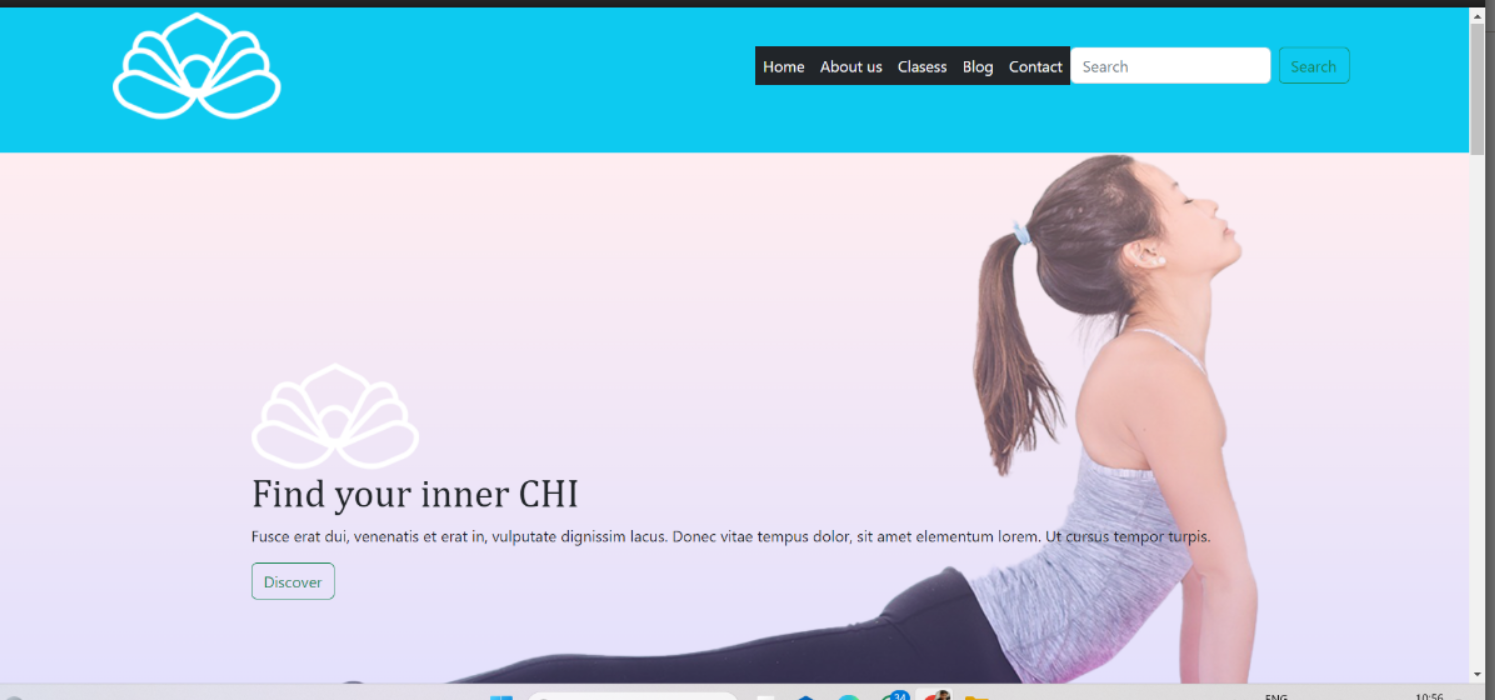 Home About us Clasess Blog Contact Search Search
Find your inner CHI
Fusce erat dui, venenatis et erat in, vulputate dignissim lacus. Donec vitae tempus dolor, sit amet elementum lorem. Ut cursus tempor turpis.
Discover
34
ENG 10:56